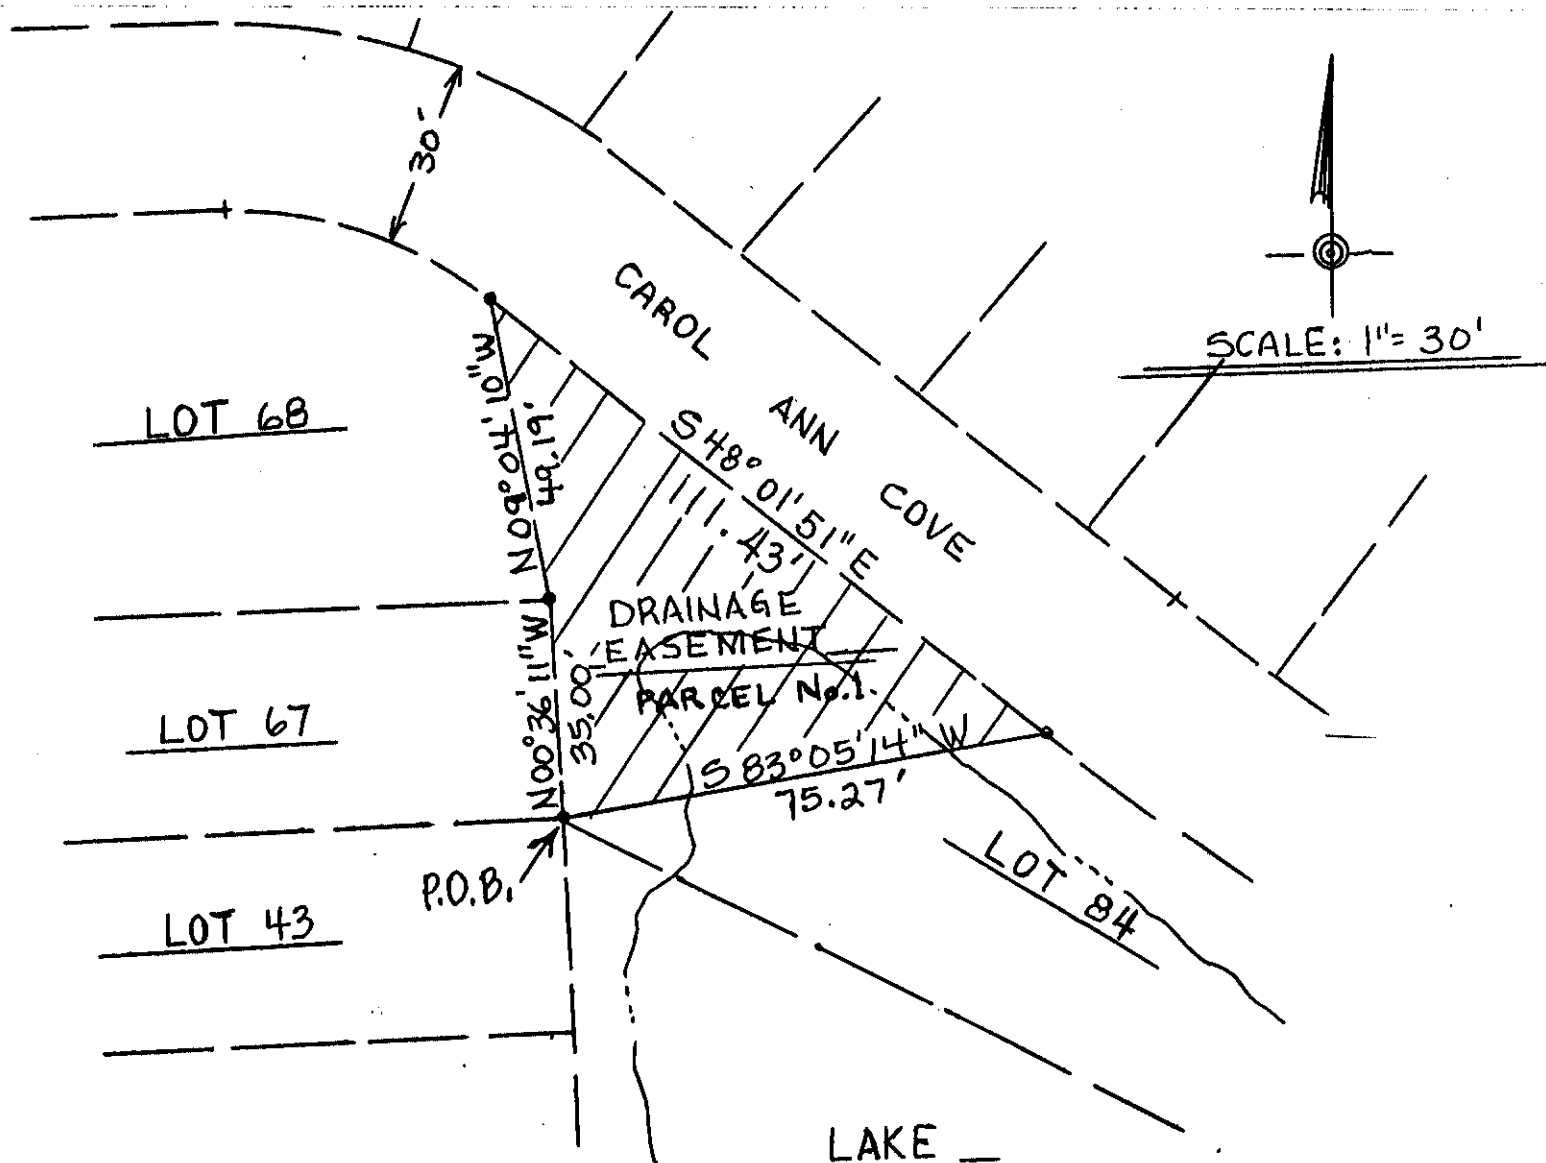 30'
CAROL
ANN
COVE
SCALE: 1"= 30'
LOT 68
N09°04'10"W
49.19'
S 48° 01' 51" E
111.43'
DRAINAGE
EASEMENT
PARCEL No.1
LOT 67
N00°36'11"W
35.00'
S 83°05'14" W
75.27'
P.O.B.
LOT 43
LOT 84
LAKE